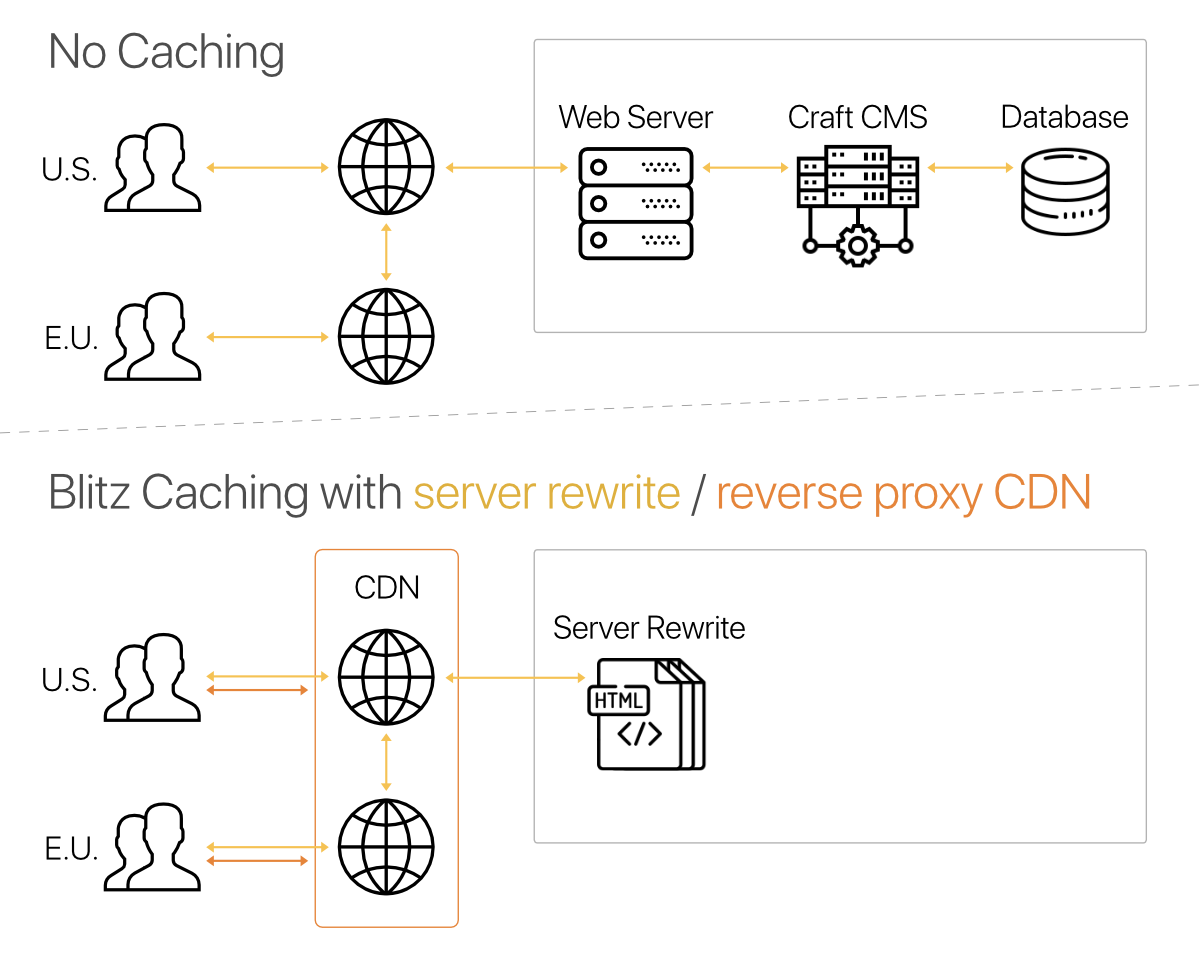 No Caching
Web Server
Craft CMS
Database
U.S.
E.U.
Blitz Caching with server rewrite / reverse proxy CDN
CDN
Server Rewrite
U.S.
HTML
</>
E.U.